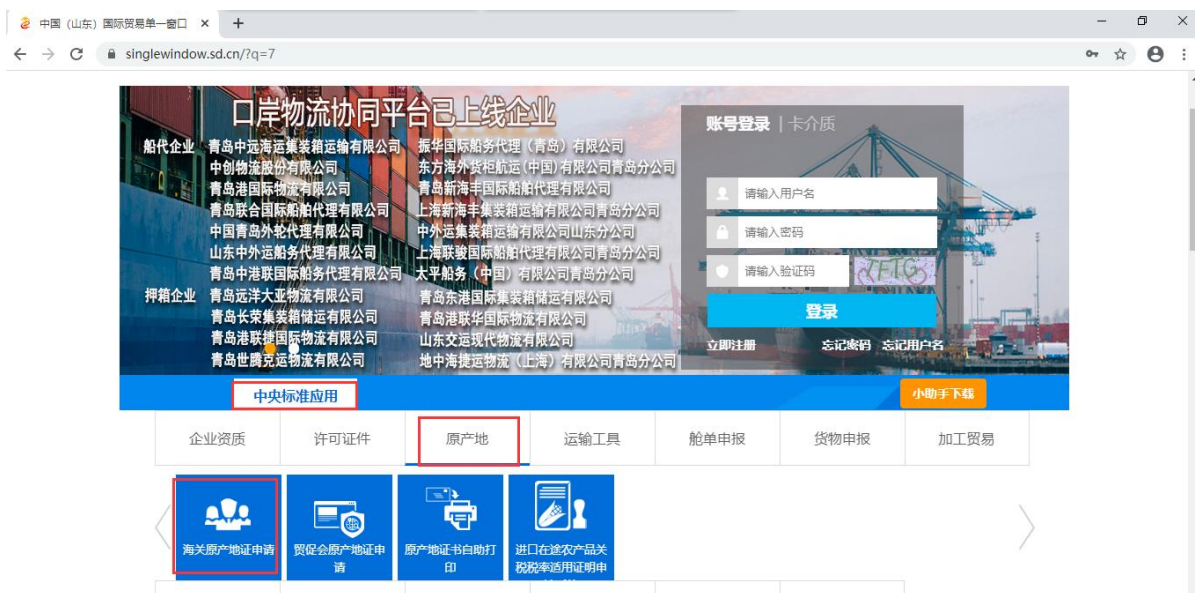 中国（山东）国际贸易单一窗口
singlewindow.sd.cn/?q=7
口岸物流协同平台已上线企业
船代企业 青岛中远海运集装箱运输有限公司 振华国际船务代理（青岛）有限公司
中创物流股份有限公司 东方海外货柜航运(中国)有限公司青岛分公司
青岛港国际物流有限公司 青岛新海丰国际船舶代理有限公司
青岛联合国际船舶代理有限公司 上海新海丰集装箱运输有限公司青岛分公司
中国青岛外轮代理有限公司 中外运集装箱运输有限公司山东分公司
山东中外运船务代理有限公司 上海联骏国际船舶代理有限公司青岛分公司
青岛中港联国际船务代理有限公司 太平船务（中国）有限公司青岛分公司
押箱企业 青岛远洋大亚物流有限公司 青岛东港国际集装箱储运有限公司
青岛长荣集装箱储运有限公司 青岛港联华国际物流有限公司
青岛港联捷国际物流有限公司 山东交运现代物流有限公司
青岛世腾克运物流有限公司 地中海捷运物流（上海）有限公司青岛分公司
账号登录 | 卡介质
请输入用户名
请输入密码
请输入验证码 ZFTG
登录
立即注册 忘记密码 忘记用户名
中央标准应用 小助手下载
企业资质 许可证件 原产地 运输工具 舱单申报 货物申报 加工贸易
海关原产地证申请
贸促会原产地证申
请
原产地证书自助打
印
进口在途农产品关
税税率适用证明申